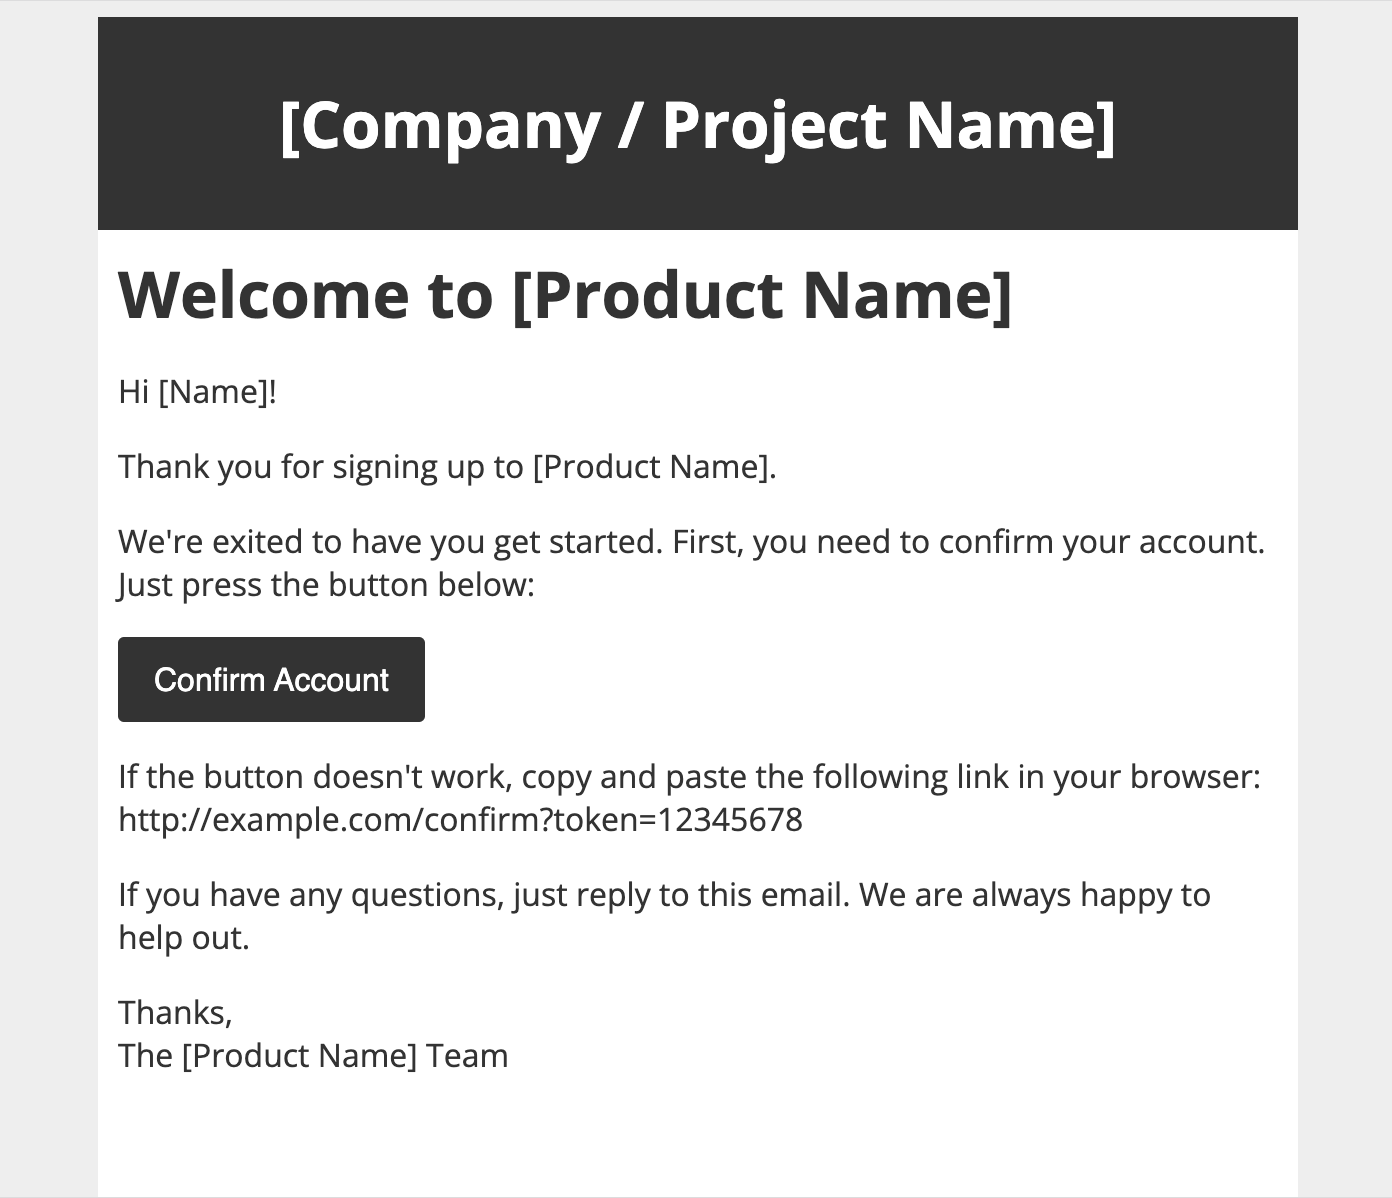 [Company / Project Name]
Welcome to [Product Name]
Hi [Name]!
Thank you for signing up to [Product Name].
We're exited to have you get started. First, you need to confirm your account.
Just press the button below:
Confirm Account
If the button doesn't work, copy and paste the following link in your browser:
http://example.com/confirm?token=12345678
If you have any questions, just reply to this email. We are always happy to
help out.
Thanks,
The [Product Name] Team